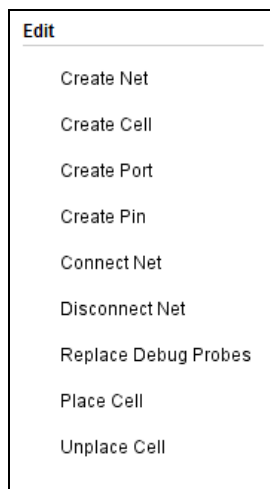 Edit
Create Net
Create Cell
Create Port
Create Pin
Connect Net
Disconnect Net
Replace Debug Probes
Place Cell
Unplace Cell